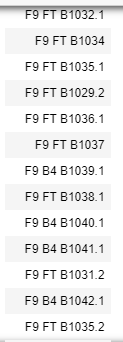 F9 FT B1032.1
F9 FT B1034
F9 FT B1035.1
F9 FT B1029.2
F9 FT B1036.1
F9 FT B1037
F9 B4 B1039.1
F9 FT B1038.1
F9 B4 B1040.1
F9 B4 B1041.1
F9 FT B1031.2
F9 B4 B1042.1
F9 FT B1035.2